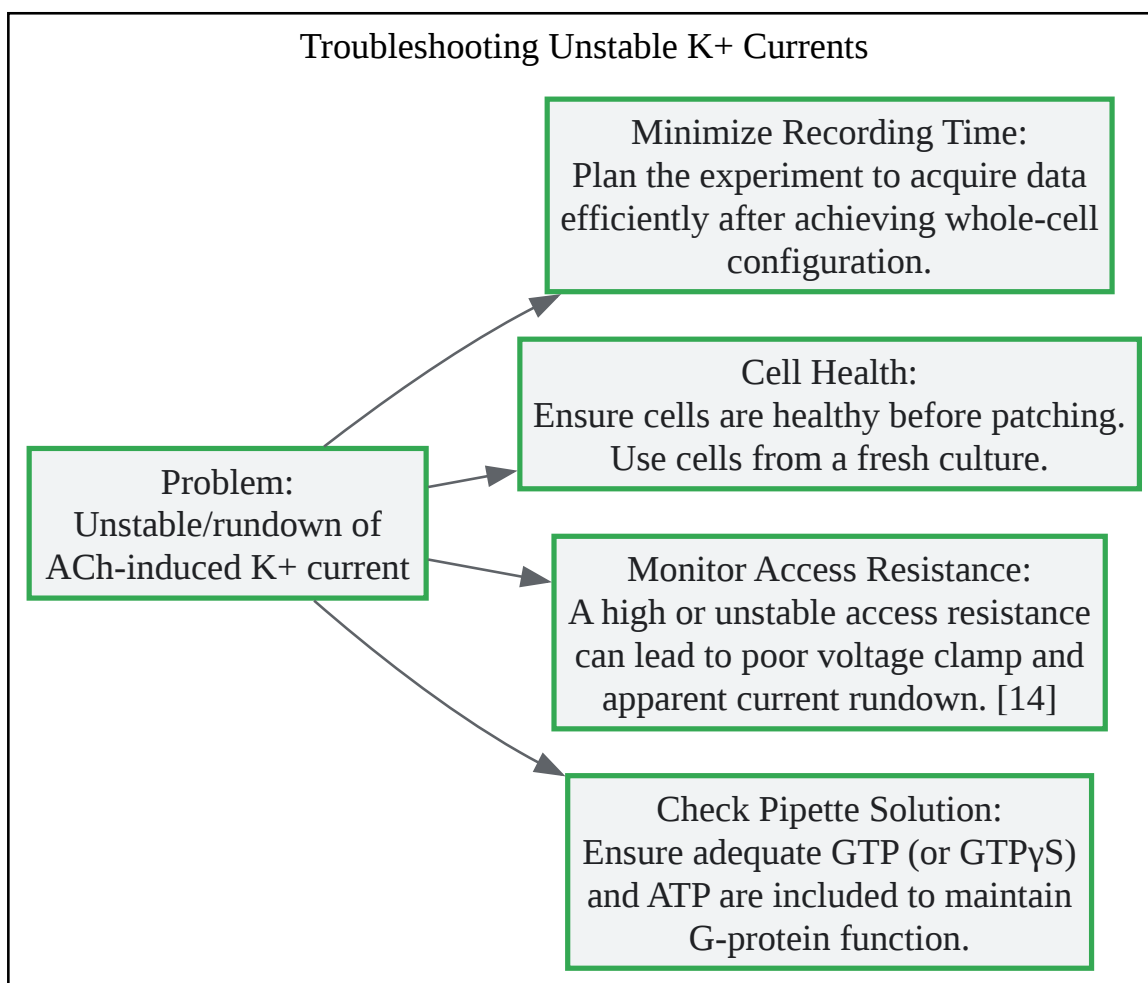 Troubleshooting Unstable K+ Currents
Minimize Recording Time:
Plan the experiment to acquire data
efficiently after achieving whole-cell
configuration.
Cell Health:
Ensure cells are healthy before patching.
Use cells from a fresh culture.
Problem:
Unstable/rundown of
ACh-induced K+ current
Monitor Access Resistance:
A high or unstable access resistance
can lead to poor voltage clamp and
apparent current rundown. [14]
Check Pipette Solution:
Ensure adequate GTP (or GTPγS)
and ATP are included to maintain
G-protein function.